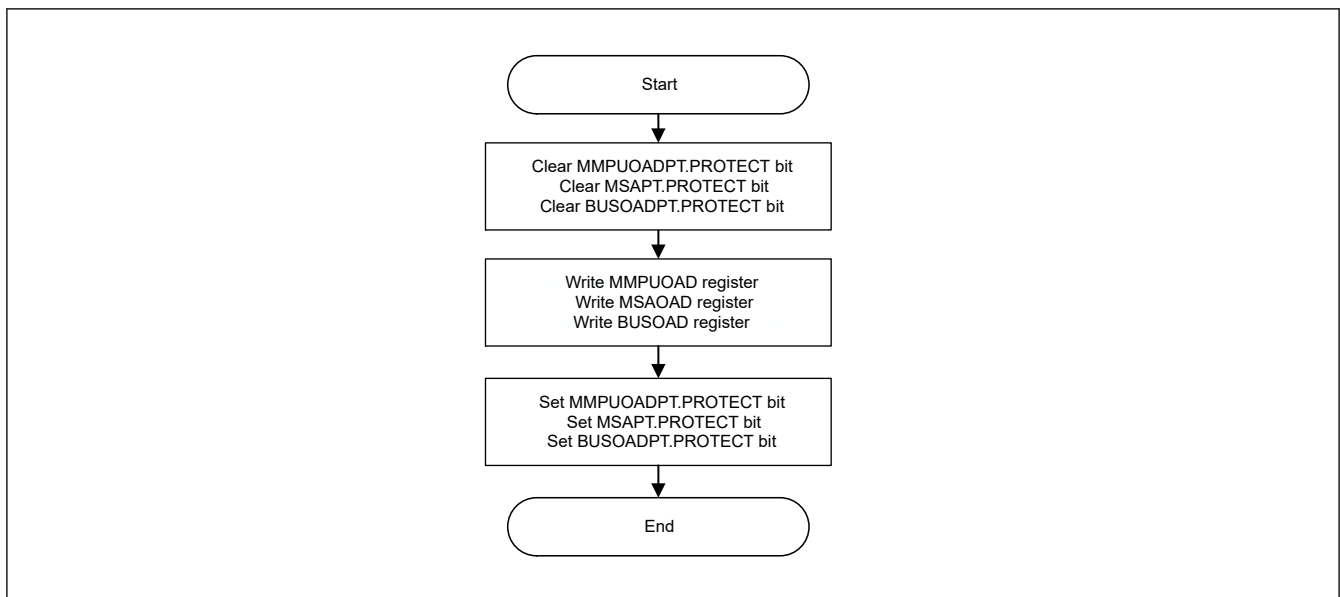 Start
Clear MMPUOADPT.PROTECT bit
Clear MSAPT.PROTECT bit
Clear BUSOADPT.PROTECT bit
Write MMPUOAD register
Write MSAOAD register
Write BUSOAD register
Set MMPUOADPT.PROTECT bit
Set MSAPT.PROTECT bit
Set BUSOADPT.PROTECT bit
End